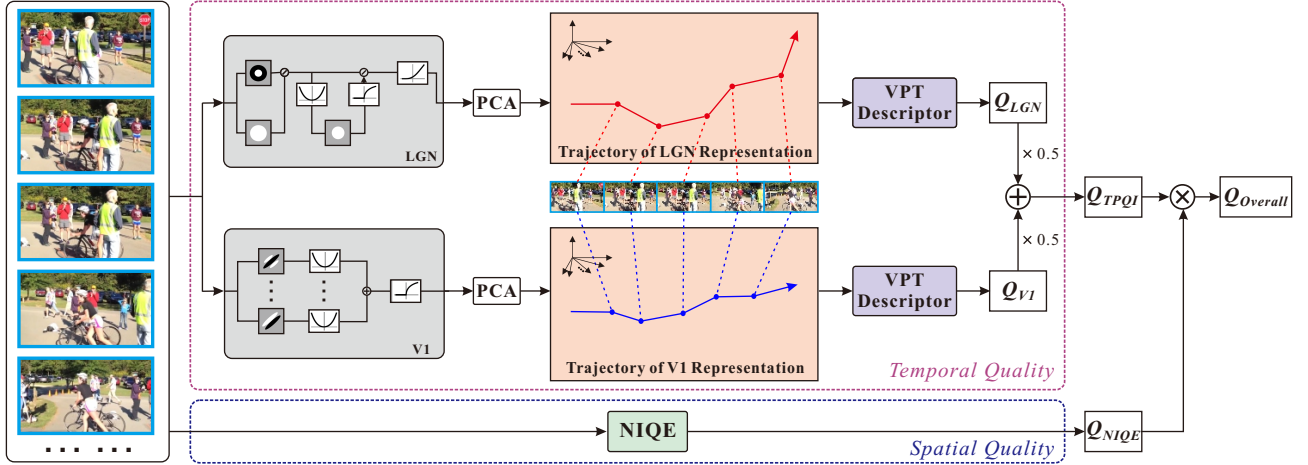 STOP
LGN
PCA
Trajectory of LGN Representation
VPT
Descriptor
Q_LGN
× 0.5
Q_TPQI
Q_Overall
× 0.5
V1
PCA
Trajectory of V1 Representation
VPT
Descriptor
Q_V1
Temporal Quality
NIQE
Spatial Quality
Q_NIQE
... ...